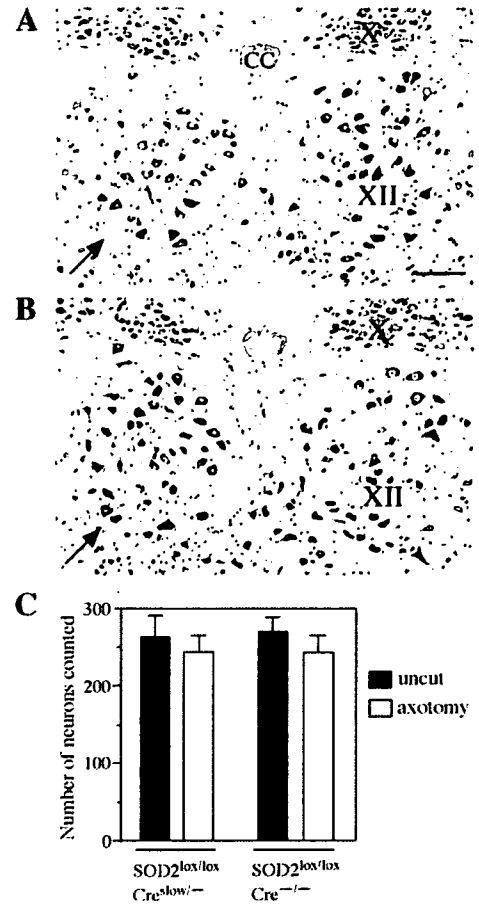 A
X
CC
XII
B
X
XII
C
300
200
100
0
Number of neurons counted
uncut
axotomy
SOD2lox/lox SOD2lox/lox
Creslow/− Cre−/−